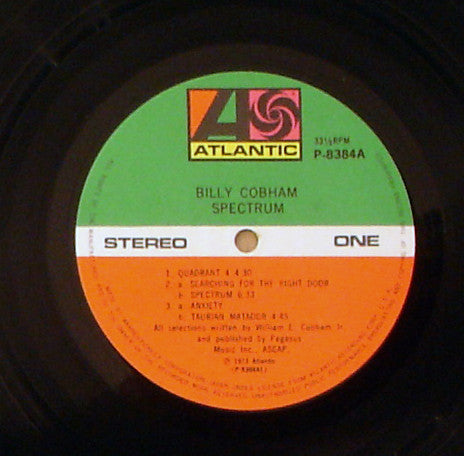 ATLANTIC
33⅓RPM
P-8384A
BILLY COBHAM
SPECTRUM
STEREO
ONE
1. QUADRANT 4 4:30
2. a. SEARCHING FOR THE RIGHT DOOR
b. SPECTRUM 6:33
3. a. ANXIETY
b. TAURIAN MATADOR 4:45
All selections written by William E. Cobham Jr.
and published by Pegasus
Music Inc., ASCAP.
Ⓟ 1973 Atlantic
(P-8384A1)